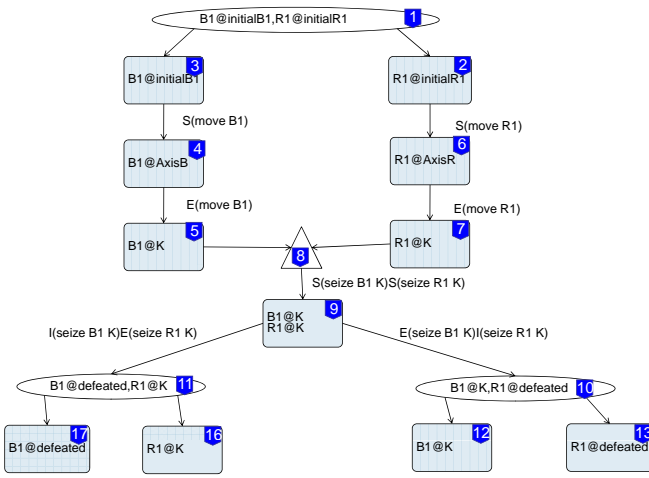 B1@initialB1,R1@initialR1
1
3
B1@initialB1
2
R1@initialR1
S(move B1)
S(move R1)
4
B1@AxisB
6
R1@AxisR
E(move B1)
E(move R1)
5
B1@K
7
R1@K
8
S(seize B1 K)S(seize R1 K)
9
B1@K
R1@K
I(seize B1 K)E(seize R1 K)
E(seize B1 K)I(seize R1 K)
B1@defeated,R1@K
11
B1@K,R1@defeated
10
17
B1@defeated
16
R1@K
12
B1@K
13
R1@defeated